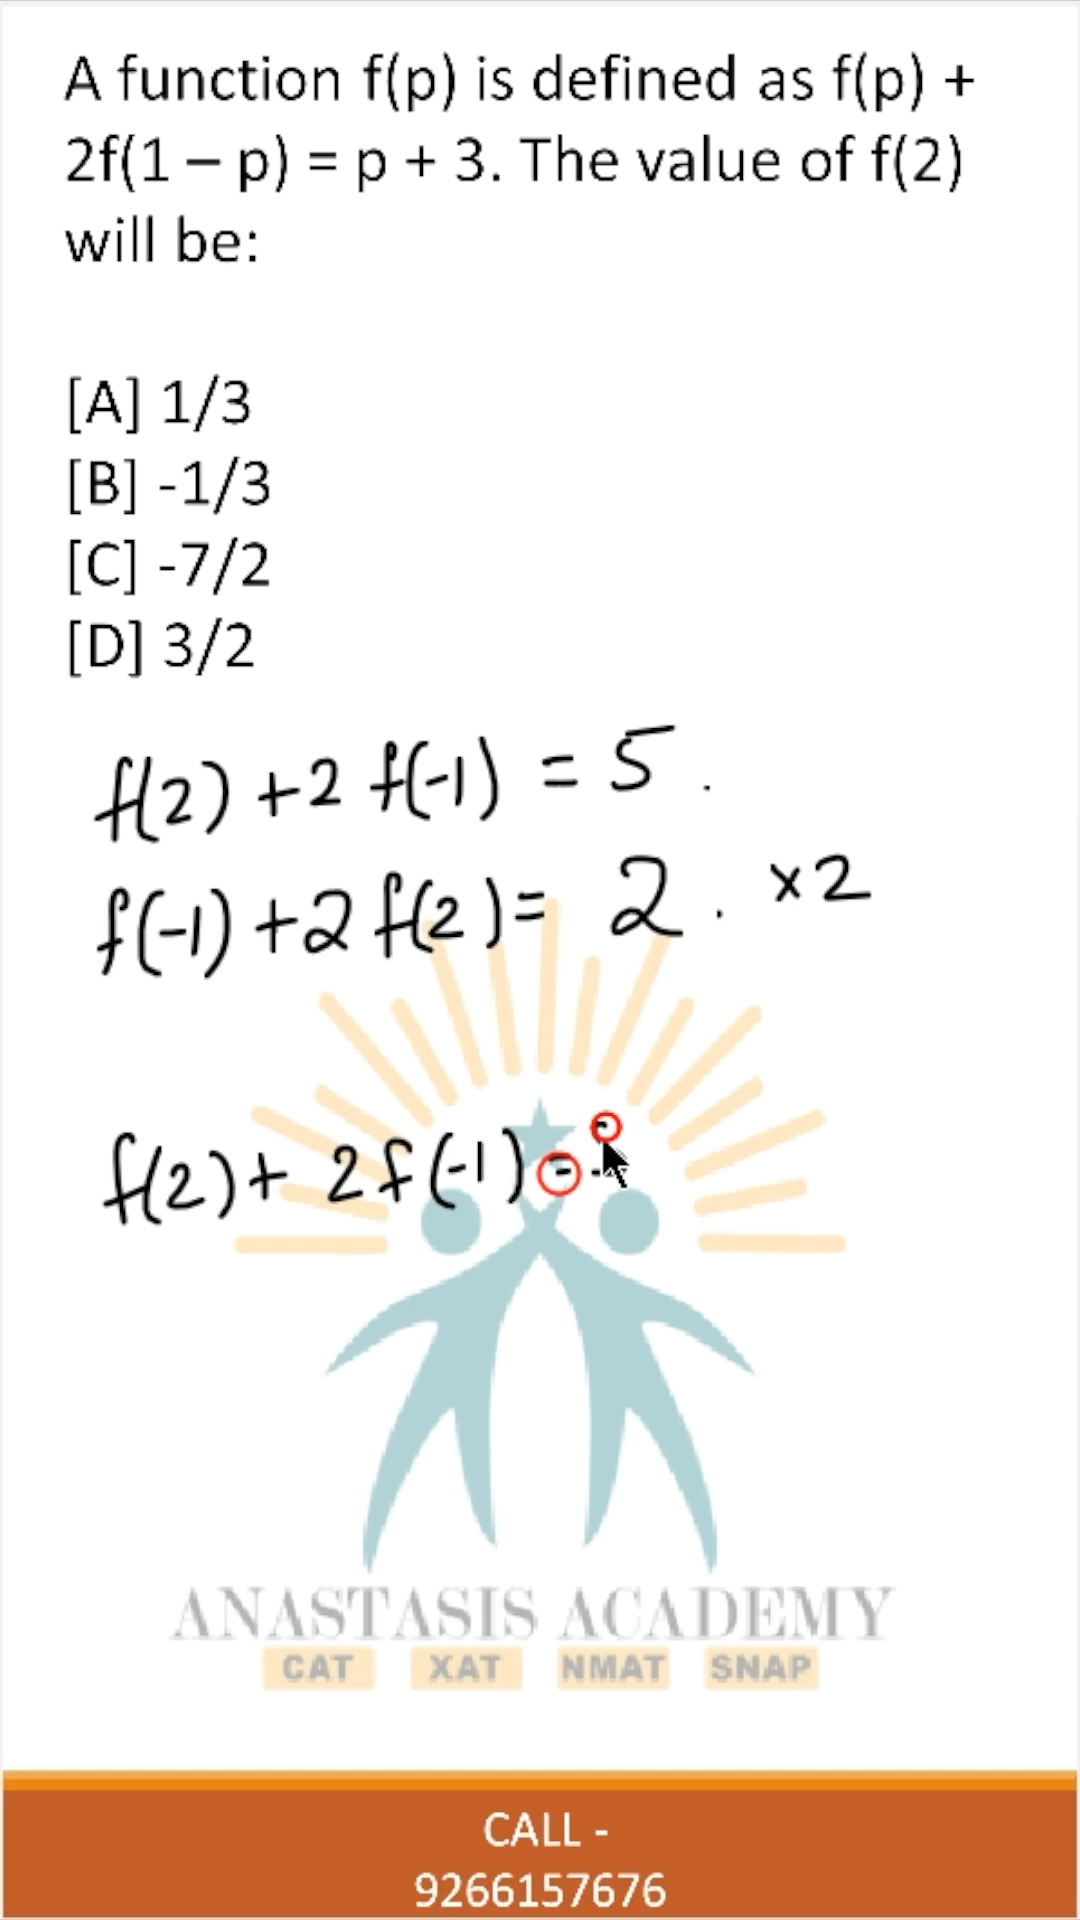 A function f(p) is defined as f(p) +
2f(1 – p) = p + 3. The value of f(2)
will be:
[A] 1/3
[B] -1/3
[C] -7/2
[D] 3/2
f(2) +2 f(-1) = 5.
f(-1) +2 f(2) = 2. ×2
f(2) + 2f(-1) =
ANASTASIS ACADEMY
CAT XAT NMAT SNAP
CALL -
9266157676